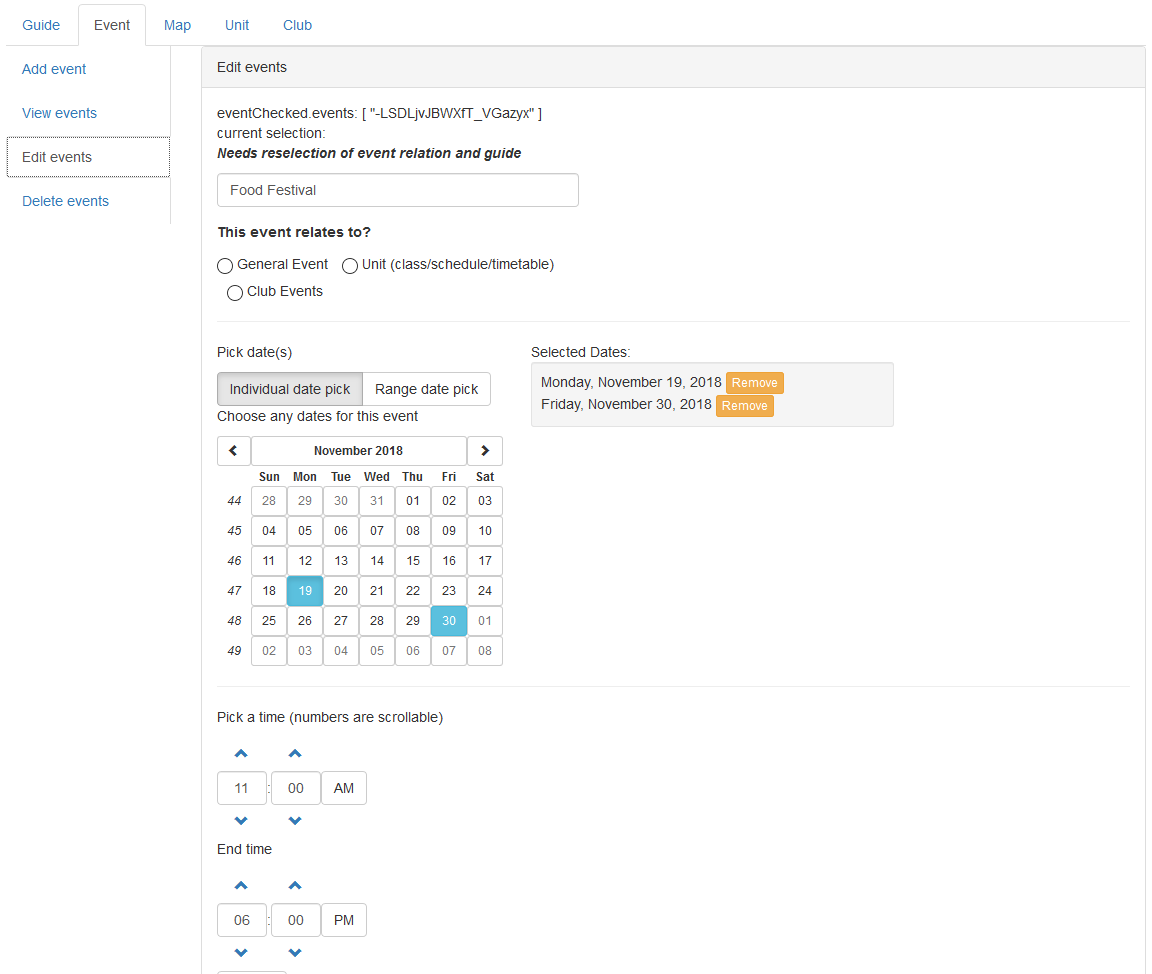 Guide Event Map Unit Club
Add event
View events
Edit events
Delete events
Edit events
eventChecked.events: [ "-LSDLjvJBWXfT_VGazyx" ]
current selection:
Needs reselection of event relation and guide
Food Festival
This event relates to?
General Event Unit (class/schedule/timetable)
Club Events
Pick date(s)
Individual date pick Range date pick
Choose any dates for this event
November 2018
Sun Mon Tue Wed Thu Fri Sat
44 28 29 30 31 01 02 03
45 04 05 06 07 08 09 10
46 11 12 13 14 15 16 17
47 18 19 20 21 22 23 24
48 25 26 27 28 29 30 01
49 02 03 04 05 06 07 08
Selected Dates:
Monday, November 19, 2018 Remove
Friday, November 30, 2018 Remove
Pick a time (numbers are scrollable)
11 : 00 AM
End time
06 : 00 PM